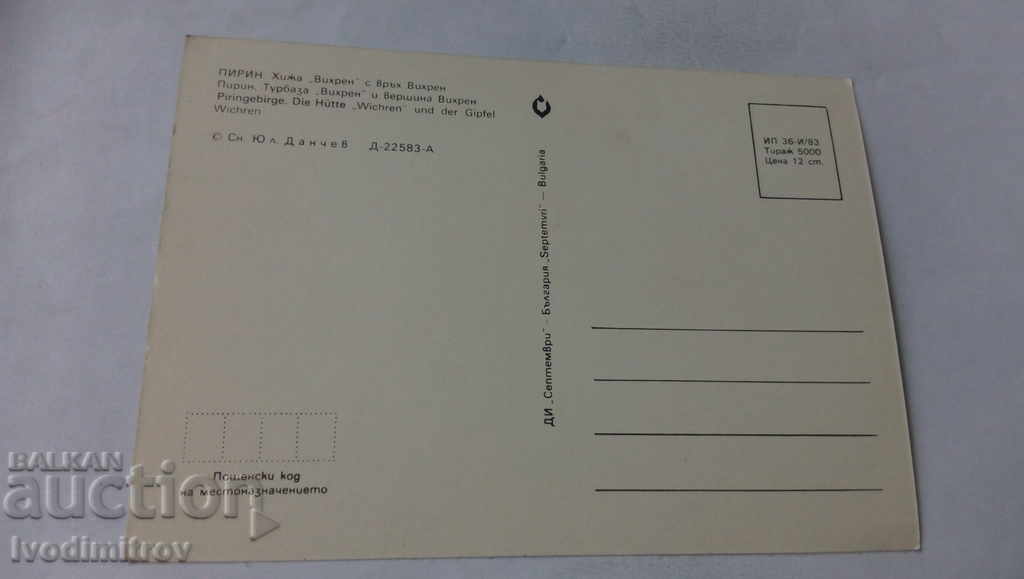 ПИРИН. Хижа „Вихрен“ с връх Вихрен
Пирин. Турбаза „Вихрен“ и вершина Вихрен
Piringebirge. Die Hütte „Wichren“ und der Gipfel
Wichren
© Сн. Юл. Данчев Д-22583-А
ДИ „Септември“ - България „Septemvri“ — Bulgaria
ИП 36-И/83
Тираж 5000
Цена 12 ст.
Пощенски код
на местоназначението
BALKAN
auction
Ivodimitrov